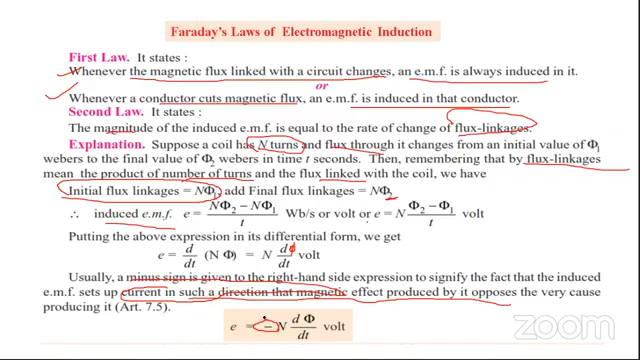 Faraday's Laws of Electromagnetic Induction
First Law. It states :
Whenever the magnetic flux linked with a circuit changes, an e.m.f. is always induced in it.
or
Whenever a conductor cuts magnetic flux, an e.m.f. is induced in that conductor.
Second Law. It states :
The magnitude of the induced e.m.f. is equal to the rate of change of flux-linkages.
Explanation. Suppose a coil has N turns and flux through it changes from an initial value of Φ1
webers to the final value of Φ2 webers in time t seconds. Then, remembering that by flux-linkages
mean the product of number of turns and the flux linked with the coil, we have
Initial flux linkages = NΦ1, add Final flux linkages = NΦ2
∴ induced e.m.f. e = (NΦ2 − NΦ1)/t Wb/s or volt or e = N (Φ2 − Φ1)/t volt
Putting the above expression in its differential form, we get
e = d/dt (N Φ) = N dφ/dt volt
Usually, a minus sign is given to the right-hand side expression to signify the fact that the induced
e.m.f. sets up current in such a direction that magnetic effect produced by it opposes the very cause
producing it (Art. 7.5).
e = − N d Φ/dt volt
zoom